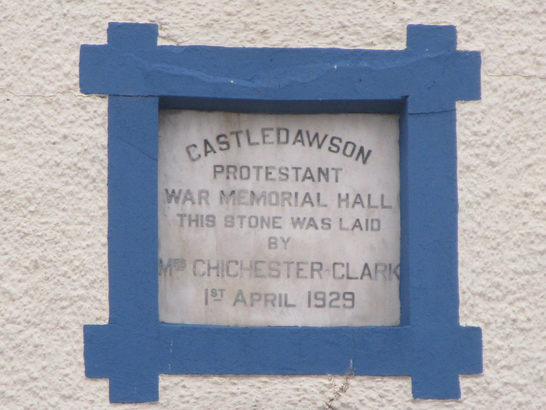 CASTLEDAWSON
PROTESTANT
WAR MEMORIAL HALL
THIS STONE WAS LAID
BY
MRS CHICHESTER-CLARK
1ST APRIL 1929